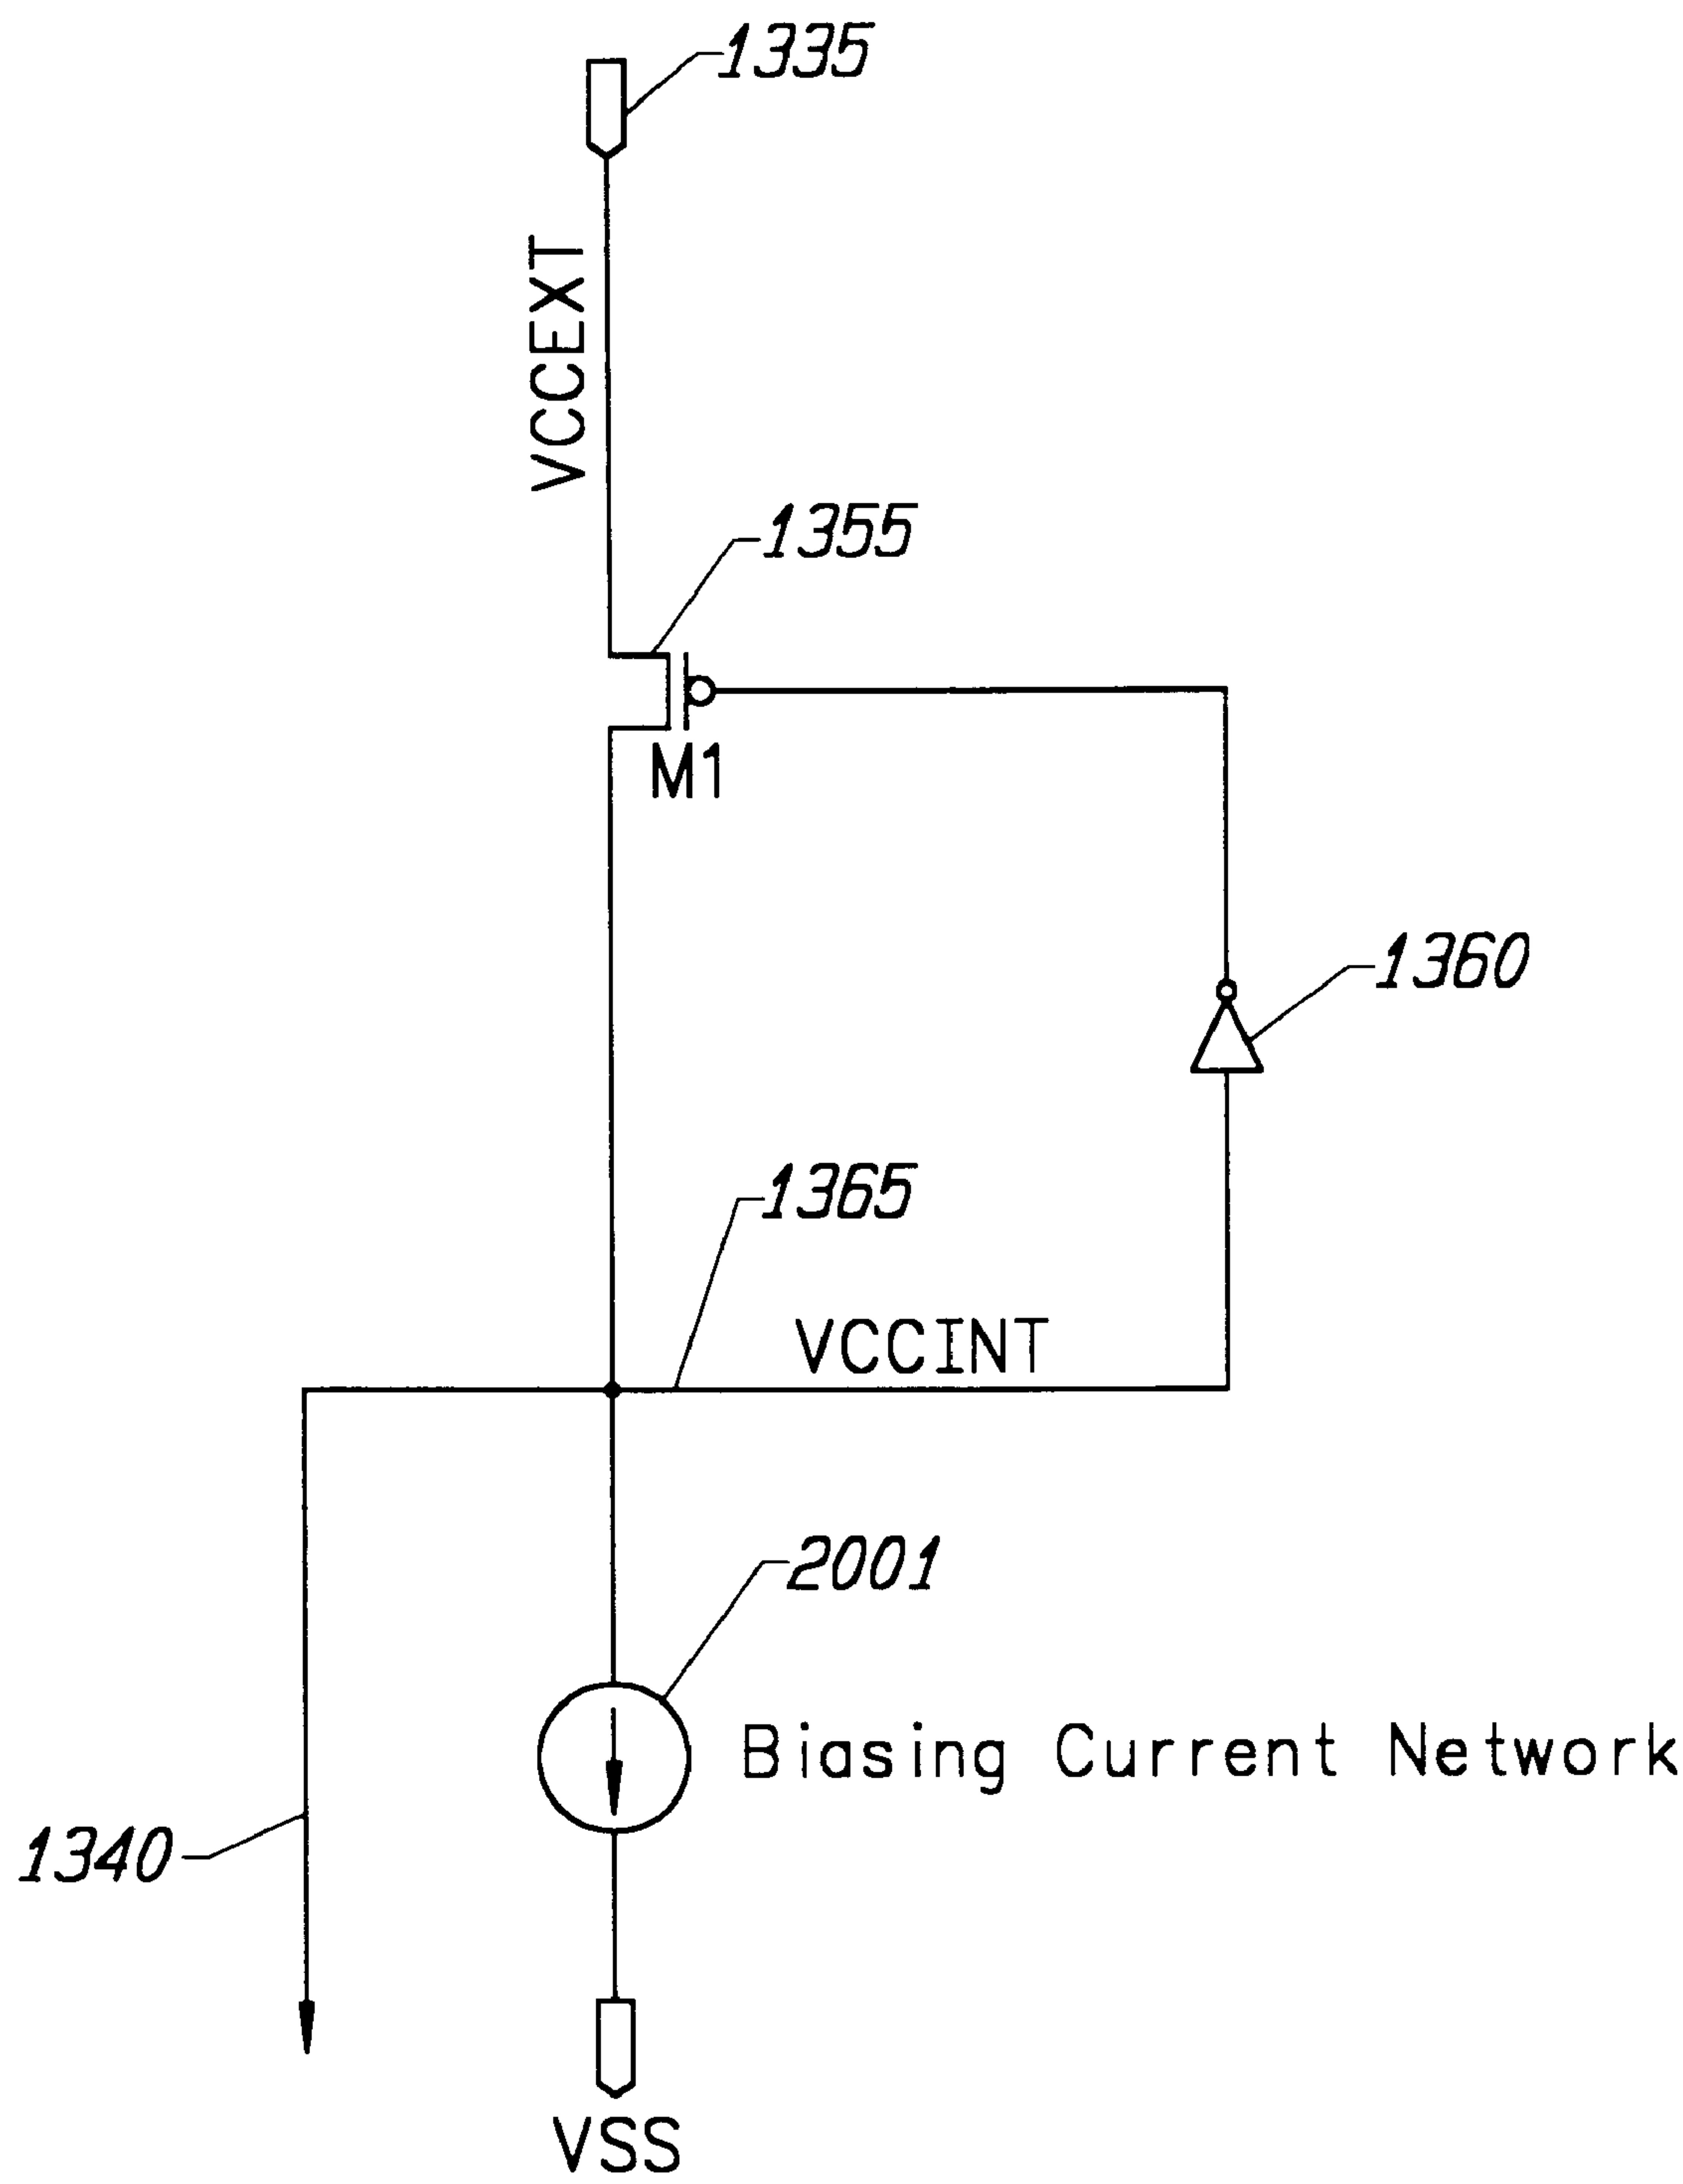 1335
VCCEXT
1355
M1
1360
1365
VCCINT
2001
Biasing Current Network
1340
VSS